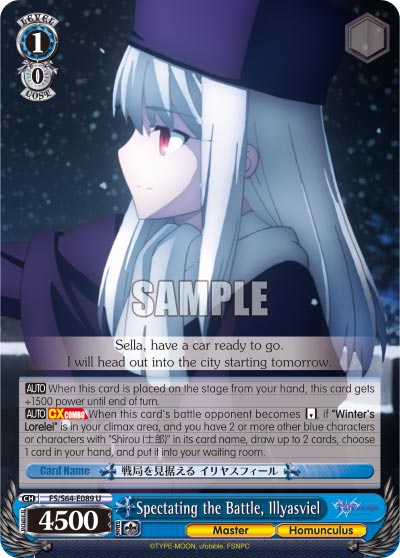 LEVEL
1
0
COST
SAMPLE
Sella, have a car ready to go.
I will head out into the city starting tomorrow.
AUTO When this card is placed on the stage from your hand, this card gets
+1500 power until end of turn.
AUTO CXCOMBO When this card's battle opponent becomes , if "Winter's
Lorelei" is in your climax area, and you have 2 or more other blue characters
or characters with "Shirou [士郎]" in its card name, draw up to 2 cards, choose
1 card in your hand, and put it into your waiting room.
Card Name 戦局を見据える イリヤスフィール
CH FS/S64-E089 U
Spectating the Battle, Illyasviel
POWER 4500
Master Homunculus
©TYPE-MOON, ufotable, FSNPC